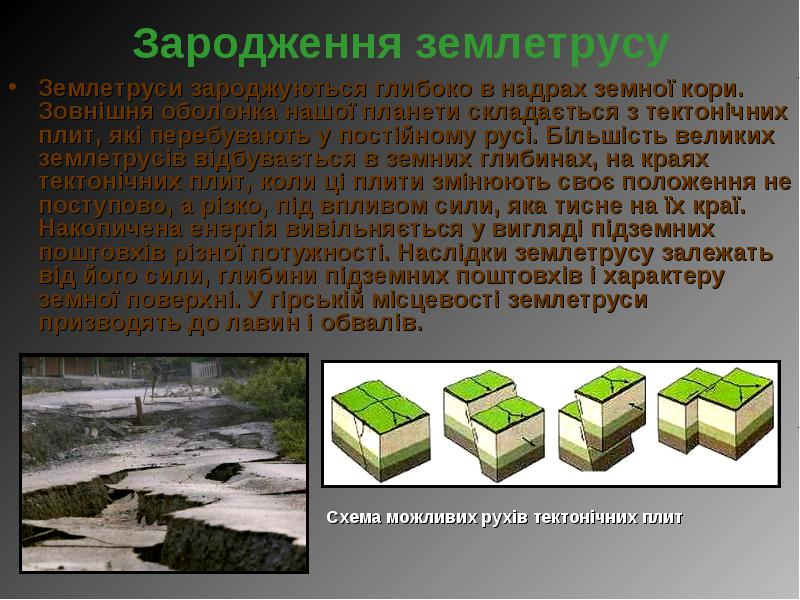 Зародження землетрусу
• Землетруси зароджуються глибоко в надрах земної кори.
Зовнішня оболонка нашої планети складається з тектонічних
плит, які перебувають у постійному русі. Більшість великих
землетрусів відбувається в земних глибинах, на краях
тектонічних плит, коли ці плити змінюють своє положення не
поступово, а різко, під впливом сили, яка тисне на їх краї.
Накопичена енергія вивільняється у вигляді підземних
поштовхів різної потужності. Наслідки землетрусу залежать
від його сили, глибини підземних поштовхів і характеру
земної поверхні. У гірській місцевості землетруси
призводять до лавин і обвалів.
Схема можливих рухів тектонічних плит